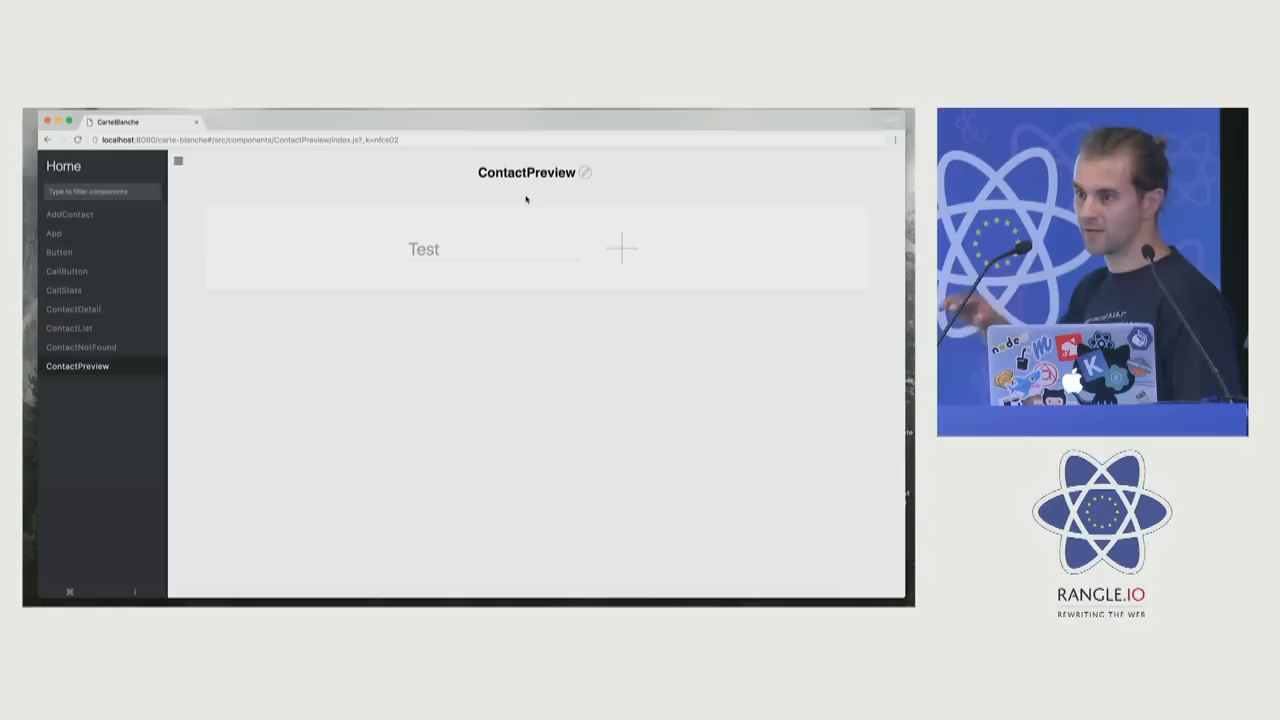 CarteBlanche
localhost:8080/carte-blanche#/src/components/ContactPreview/index.js?_k=nfcs02
Home
Type to filter components
AddContact
App
Button
CallButton
CallStats
ContactDetail
ContactList
ContactNotFound
ContactPreview
ContactPreview
Test
node
K
RANGLE.IO
REWRITING THE WEB